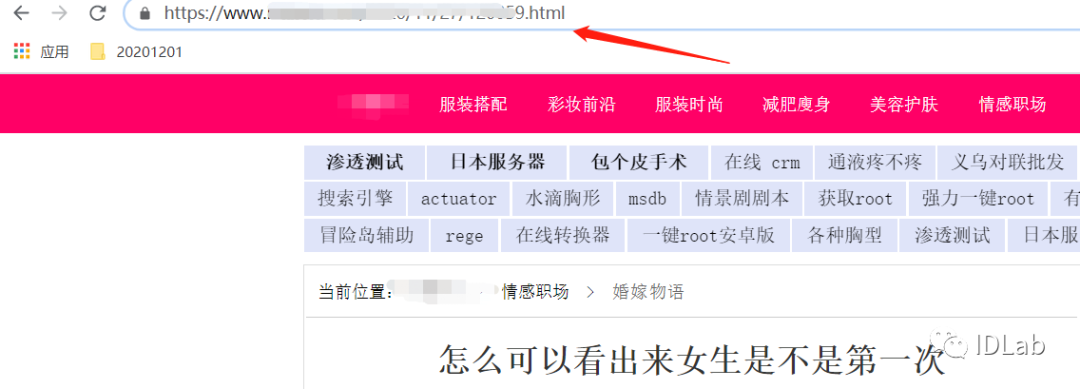 https://www.s
59.html
应用 20201201
服装搭配 彩妆前沿 服装时尚 减肥瘦身 美容护肤 情感职场
渗透测试 日本服务器 包个皮手术 在线 crm 通液疼不疼 义乌对联批发
搜索引擎 actuator 水滴胸形 msdb 情景剧剧本 获取root 强力一键root 有
冒险岛辅助 rege 在线转换器 一键root安卓版 各种胸型 渗透测试 日本服
当前位置: 情感职场 > 婚嫁物语
怎么可以看出来女生是不是第一次
IDLab